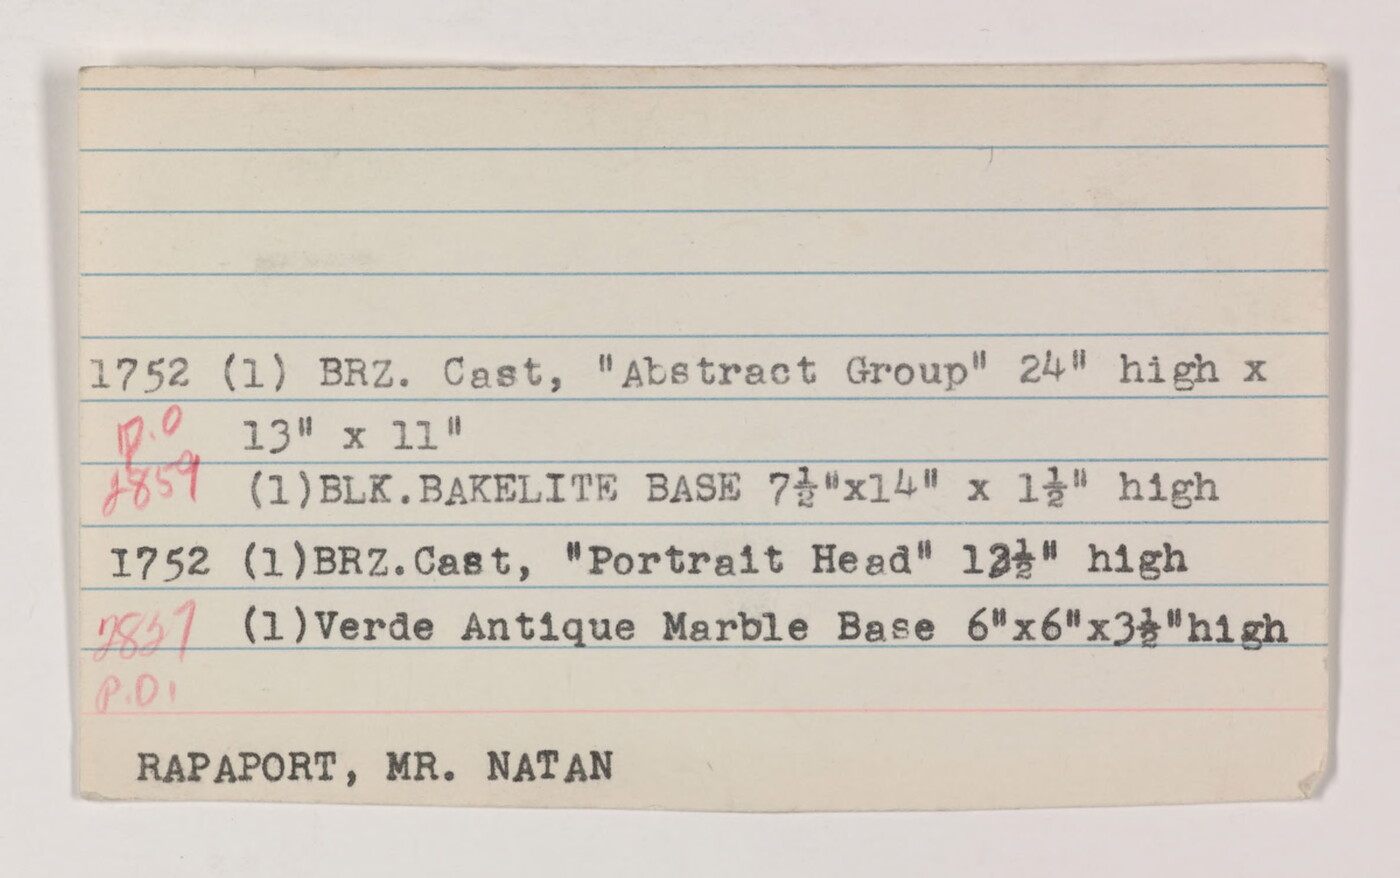 1752 (1) BRZ. Cast, "Abstract Group" 24" high x
P.O 13" x 11"
2859 (1)BLK.BAKELITE BASE 7½"x14" x 1½" high
1752 (1)BRZ.Cast, "Portrait Head" 13½" high
(1)Verde Antique Marble Base 6"x6"x3½"high
P.O.
RAPAPORT, MR. NATAN